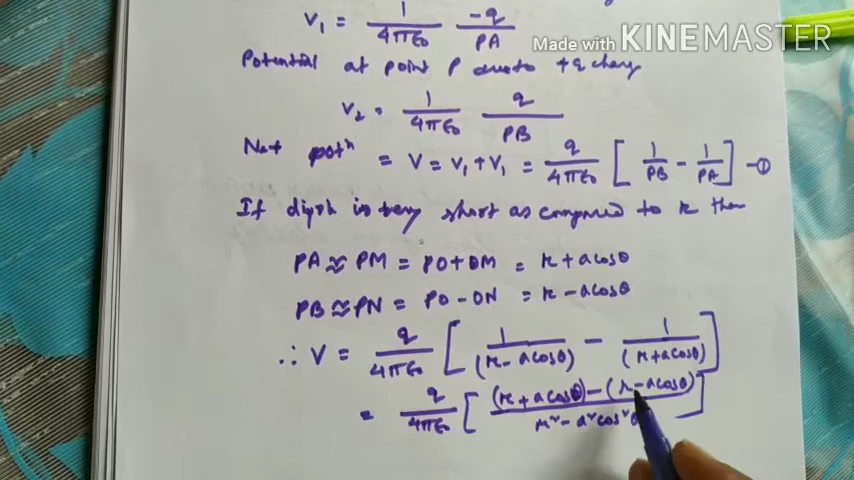 V₁ = 1/4πε₀ -q/PA
Made with KINEMASTER
Potential at point P due to +q charge
V₂ = 1/4πε₀ q/PB
Net potⁿ = V = V₁ + V₁ = q/4πε₀ [ 1/PB - 1/PA ] -①
If is very short as compared to r then
PA ≈ PM = PO + OM = r + a cosθ
PB ≈ PN = PO - ON = r - a cosθ
∴ V = q/4πε₀ [ 1/(r - a cosθ) - 1/(r + a cosθ) ]
= q/4πε₀ [ (r + a cosθ) - (r - a cosθ) / r² - a² cos² θ ]